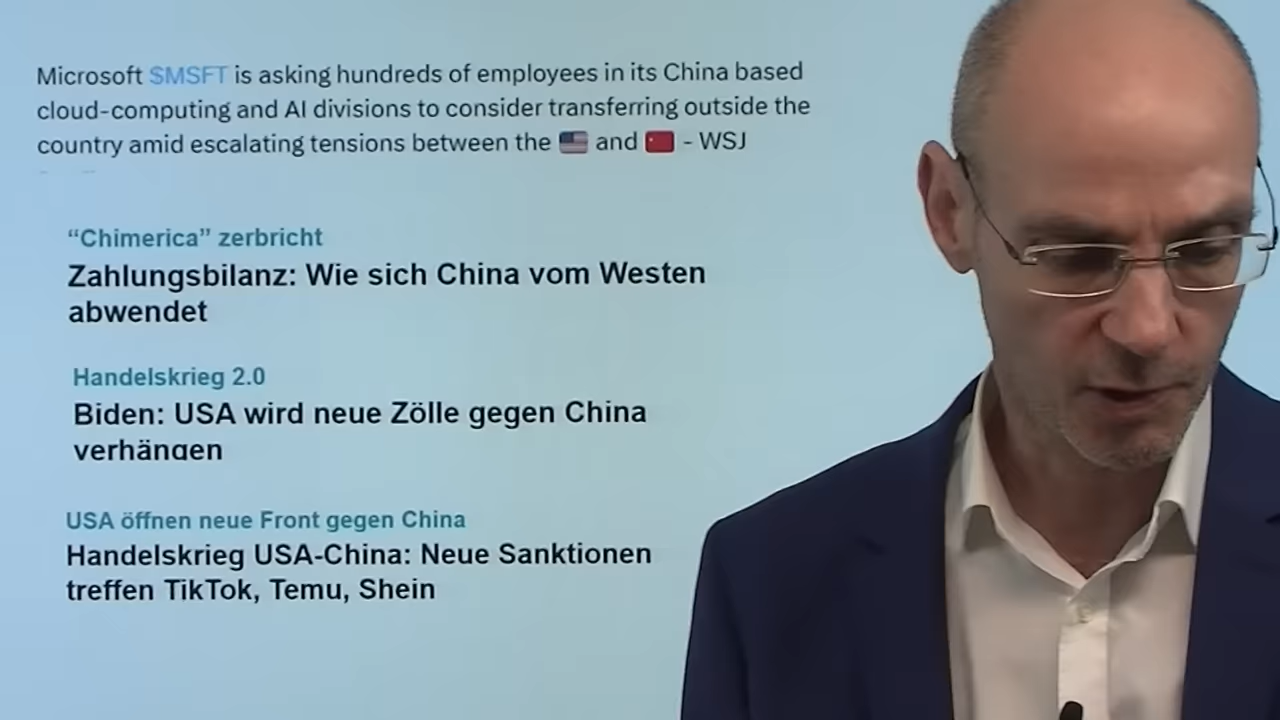 Microsoft $MSFT is asking hundreds of employees in its China based
cloud-computing and AI divisions to consider transferring outside the
country amid escalating tensions between the 🇺🇸 and 🇨🇳 - WSJ
“Chimerica” zerbricht
Zahlungsbilanz: Wie sich China vom Westen
abwendet
Handelskrieg 2.0
Biden: USA wird neue Zölle gegen China
verhängen
USA öffnen neue Front gegen China
Handelskrieg USA-China: Neue Sanktionen
treffen TikTok, Temu, Shein